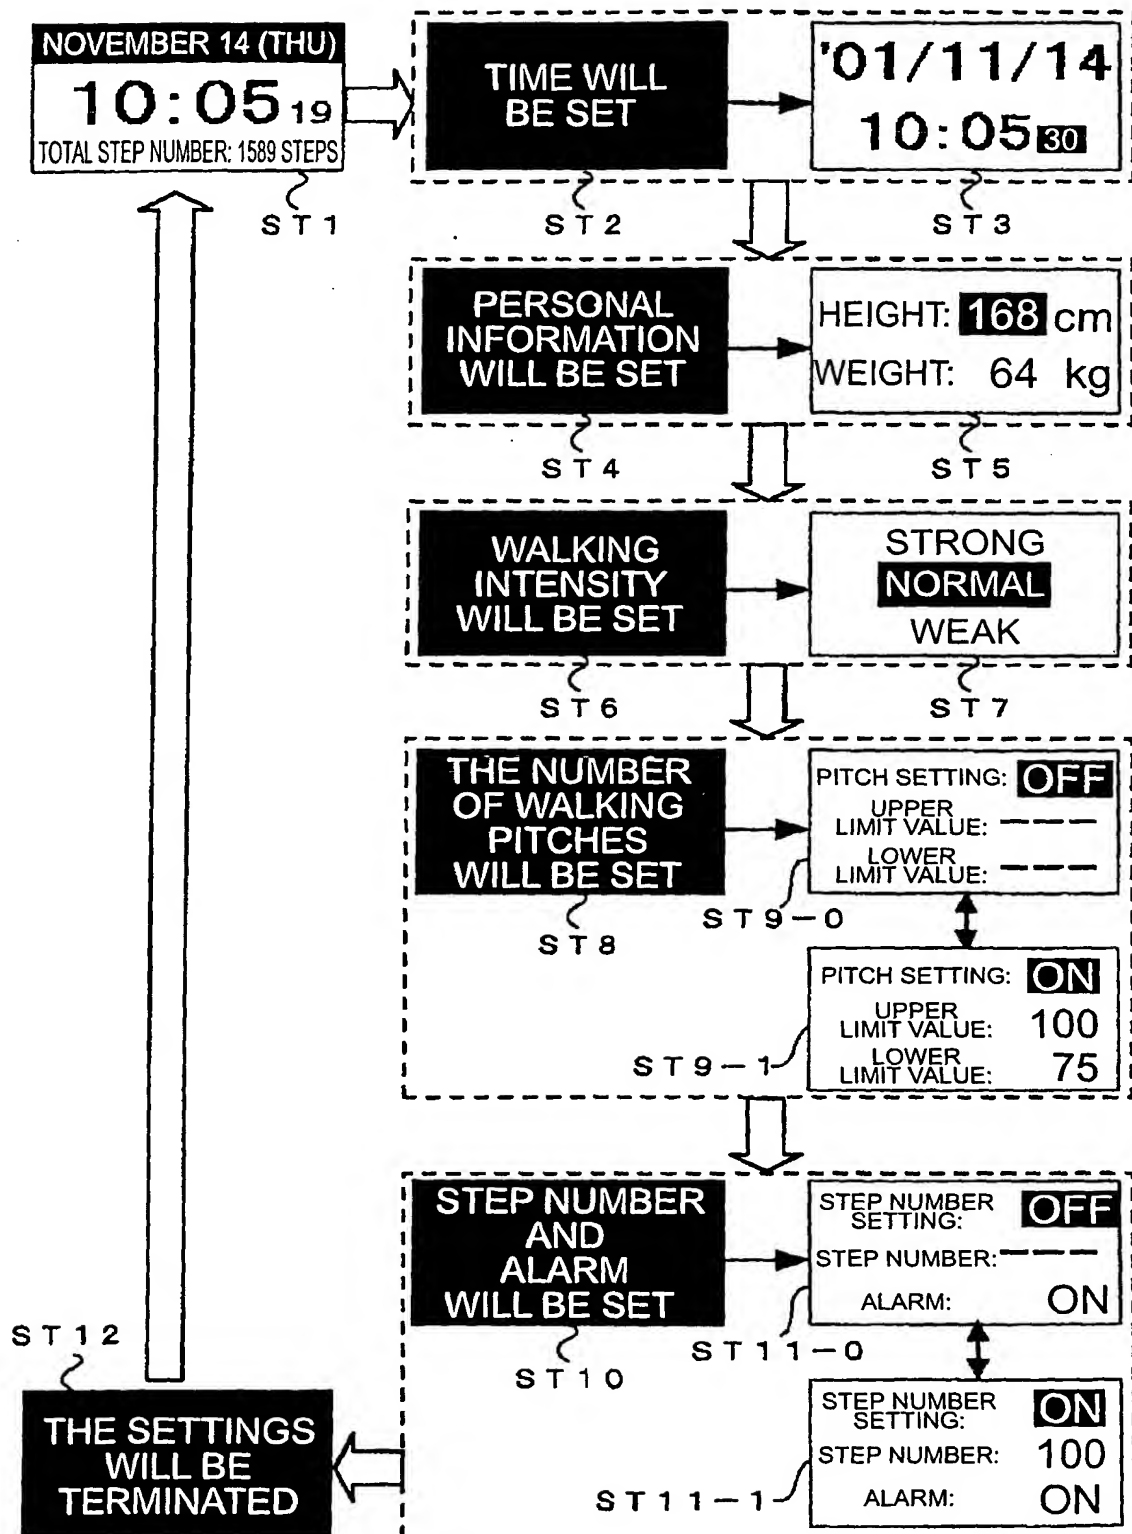 NOVEMBER 14 (THU)
10:05 19
TOTAL STEP NUMBER: 1589 STEPS
ST1
TIME WILL
BE SET
ST2
'01/11/14
10:05 30
ST3
PERSONAL
INFORMATION
WILL BE SET
ST4
HEIGHT: 168 cm
WEIGHT: 64 kg
ST5
WALKING
INTENSITY
WILL BE SET
ST6
STRONG
NORMAL
WEAK
ST7
THE NUMBER
OF WALKING
PITCHES
WILL BE SET
ST8
PITCH SETTING: OFF
UPPER
LIMIT VALUE: ---
LOWER
LIMIT VALUE: ---
ST9-0
PITCH SETTING: ON
UPPER
LIMIT VALUE: 100
LOWER
LIMIT VALUE: 75
ST9-1
STEP NUMBER
AND
ALARM
WILL BE SET
ST10
STEP NUMBER
SETTING: OFF
STEP NUMBER: ---
ALARM: ON
ST11-0
STEP NUMBER
SETTING: ON
STEP NUMBER: 100
ALARM: ON
ST11-1
ST12
THE SETTINGS
WILL BE
TERMINATED